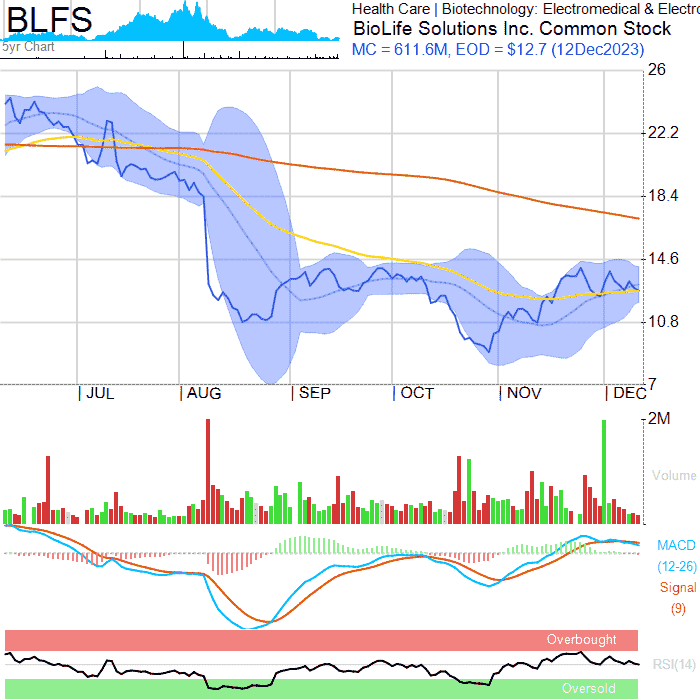 BLFS
5yr Chart
Health Care | Biotechnology: Electromedical & Electro
BioLife Solutions Inc. Common Stock
MC = 611.6M, EOD = $12.7 (12Dec2023)
26
22.2
18.4
14.6
10.8
7
| JUL | AUG | SEP | OCT | NOV | DEC
2M
Volume
MACD
(12-26)
Signal
(9)
Overbought
RSI(14)
Oversold